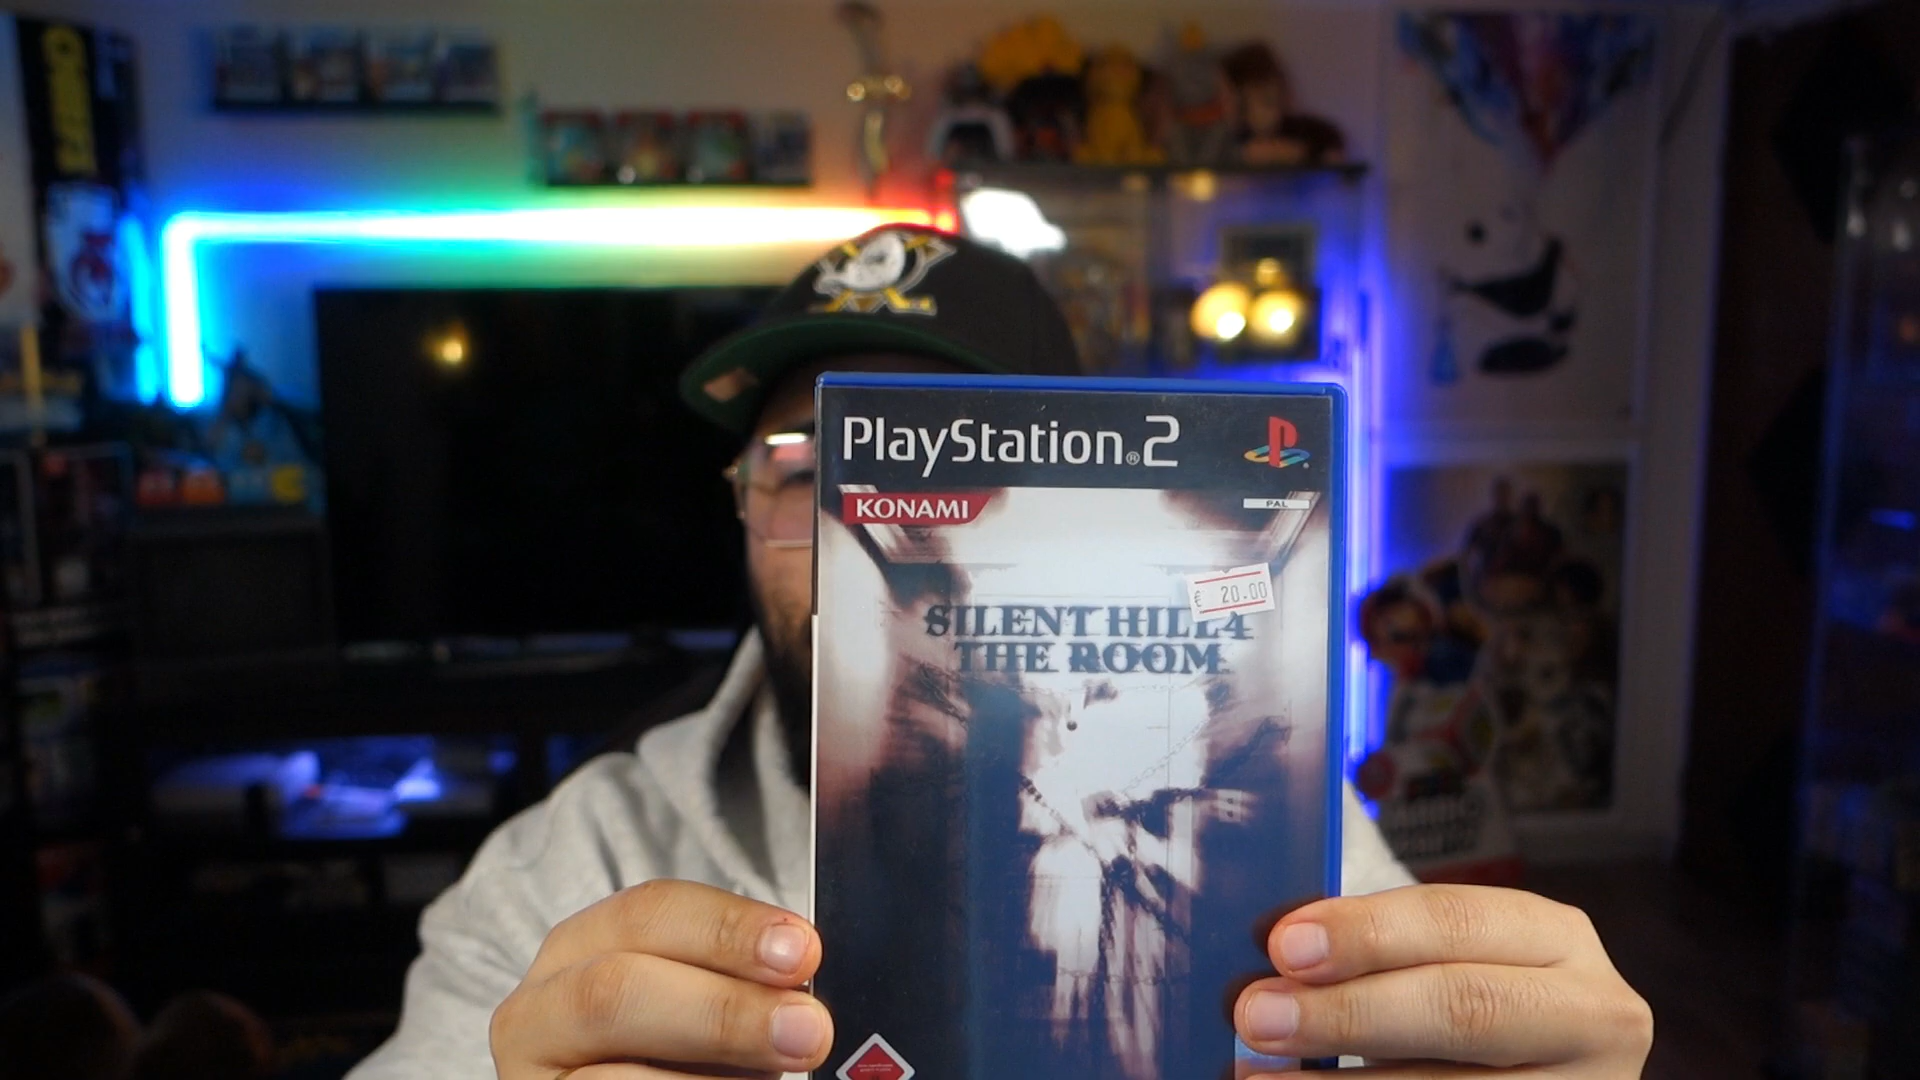 PlayStation®2
KONAMI
PAL
€ 20.00
SILENT HILL 4
THE ROOM